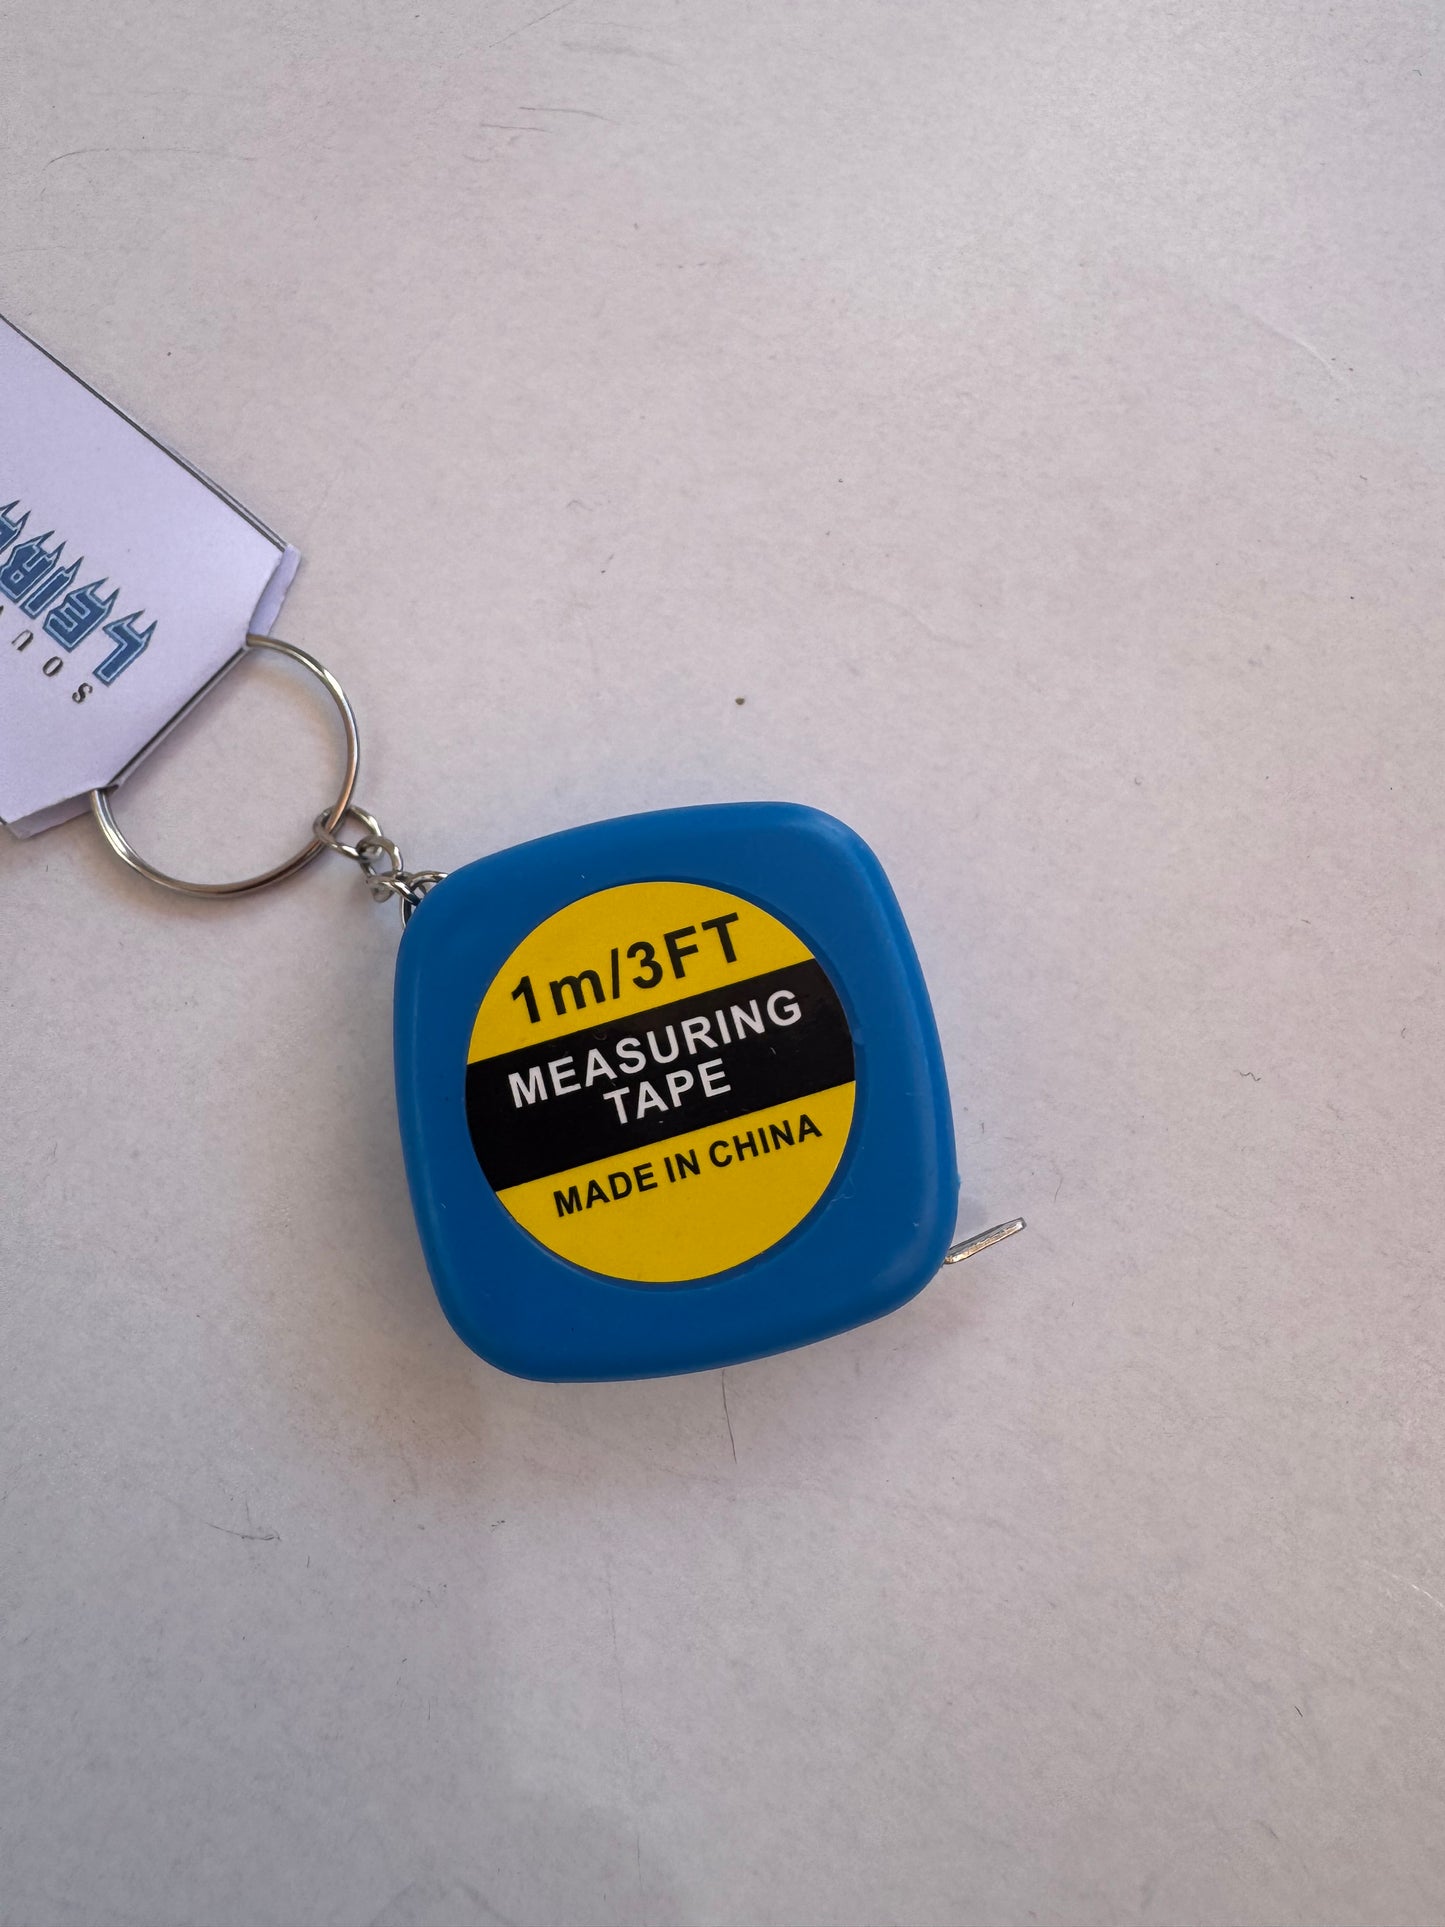 1m/3FT
MEASURING
TAPE
MADE IN CHINA